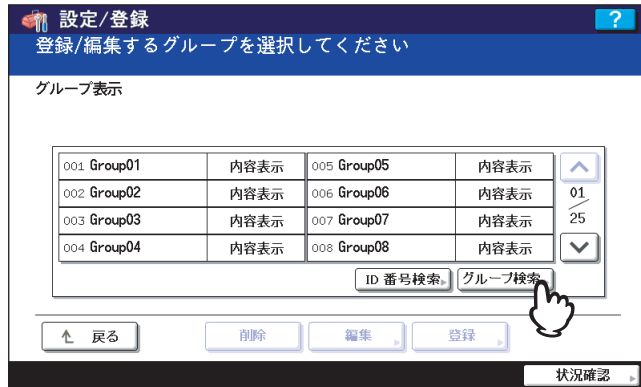 設定/登録 ?
登録/編集するグループを選択してください
グループ表示
001 Group01 内容表示 005 Group05 内容表示
002 Group02 内容表示 006 Group06 内容表示 01
003 Group03 内容表示 007 Group07 内容表示 25
004 Group04 内容表示 008 Group08 内容表示
ID 番号検索 グループ検索
戻る 削除 編集 登録
状況確認